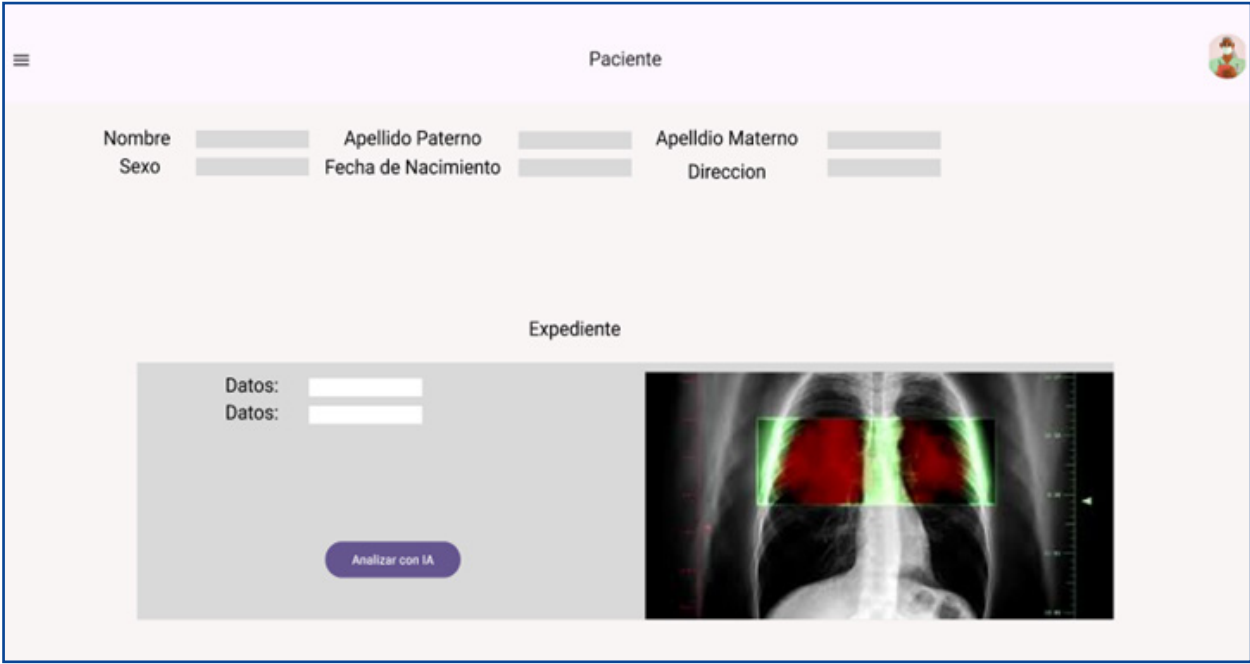 Paciente
Nombre Apellido Paterno Apelldio Materno
Sexo Fecha de Nacimiento Direccion
Expediente
Datos:
Datos:
Analizar con IA